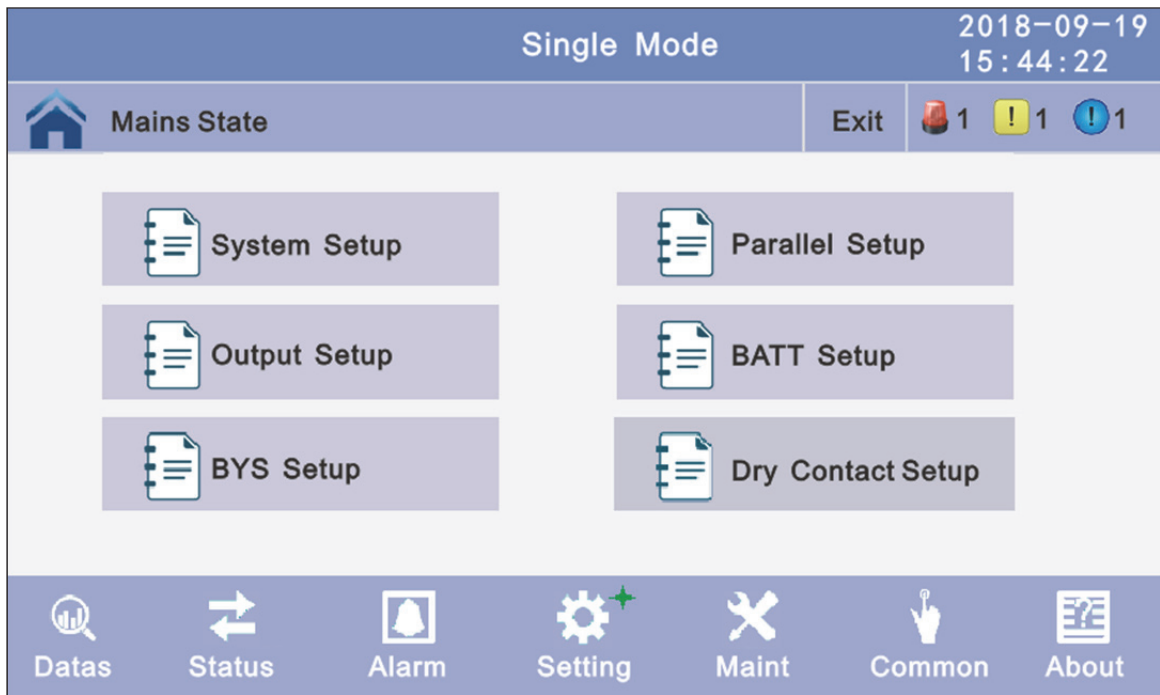 Single Mode
2018-09-19
15:44:22
Mains State
Exit
1
! 1
! 1
System Setup
Parallel Setup
Output Setup
BATT Setup
BYS Setup
Dry Contact Setup
?
Datas
Status
Alarm
Setting
Maint
Common
About